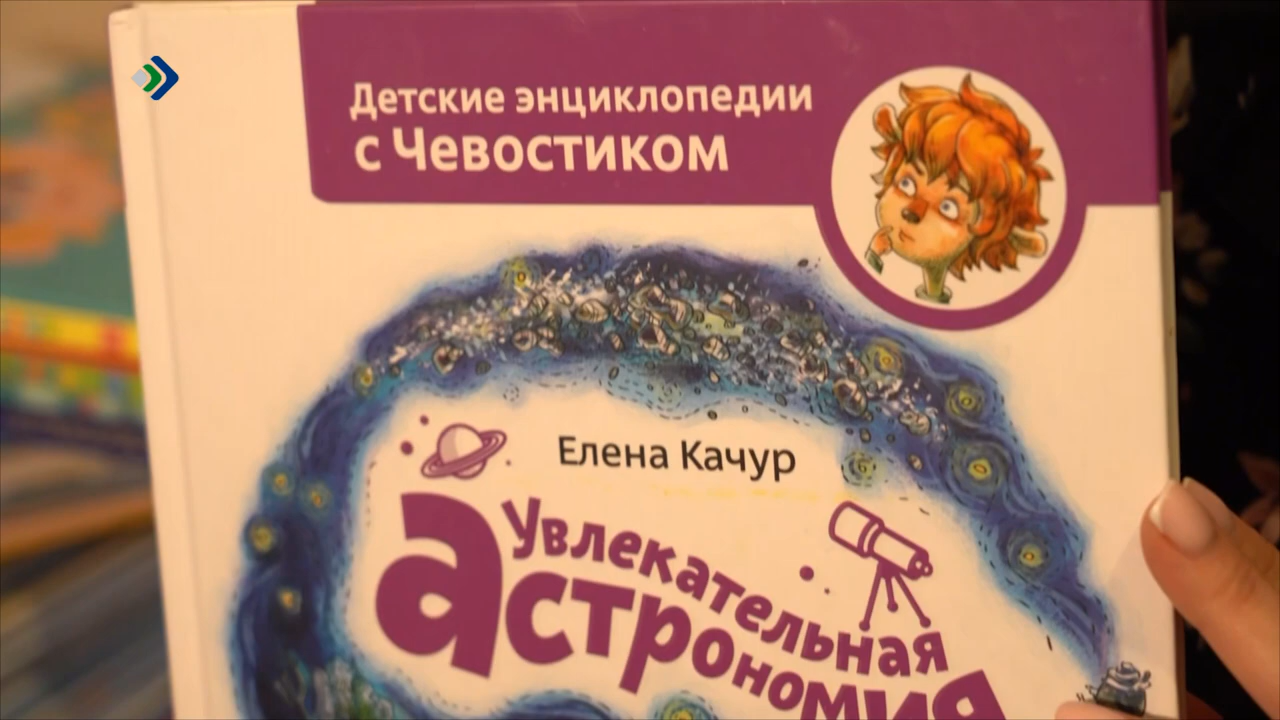 Детские энциклопедии
с Чевостиком
Елена Качур
Увлекательная
астрономия